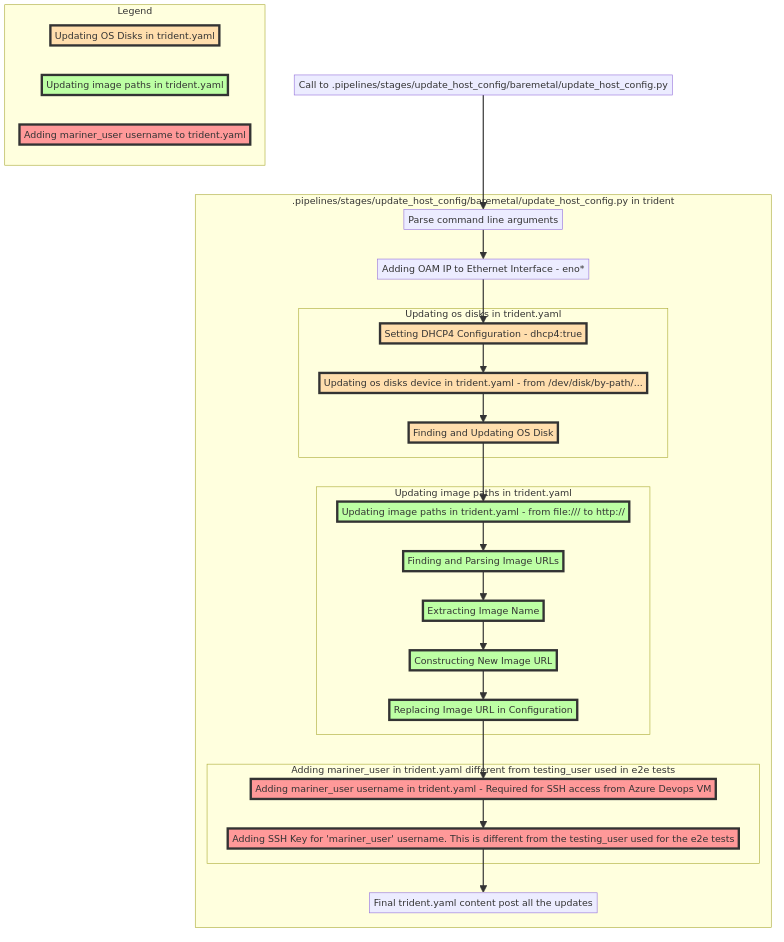 Legend
Updating OS Disks in trident.yaml
Updating image paths in trident.yaml
Adding mariner_user username to trident.yaml
Call to .pipelines/stages/update_host_config/baremetal/update_host_config.py
.pipelines/stages/update_host_config/baremetal/update_host_config.py in trident
Parse command line arguments
Adding OAM IP to Ethernet Interface - eno*
Updating os disks in trident.yaml
Setting DHCP4 Configuration - dhcp4:true
Updating os disks device in trident.yaml - from /dev/disk/by-path/...
Finding and Updating OS Disk
Updating image paths in trident.yaml
Updating image paths in trident.yaml - from file:/// to http://
Finding and Parsing Image URLs
Extracting Image Name
Constructing New Image URL
Replacing Image URL in Configuration
Adding mariner_user in trident.yaml different from testing_user used in e2e tests
Adding mariner_user username in trident.yaml - Required for SSH access from Azure Devops VM
Adding SSH Key for 'mariner_user' username. This is different from the testing_user used for the e2e tests
Final trident.yaml content post all the updates